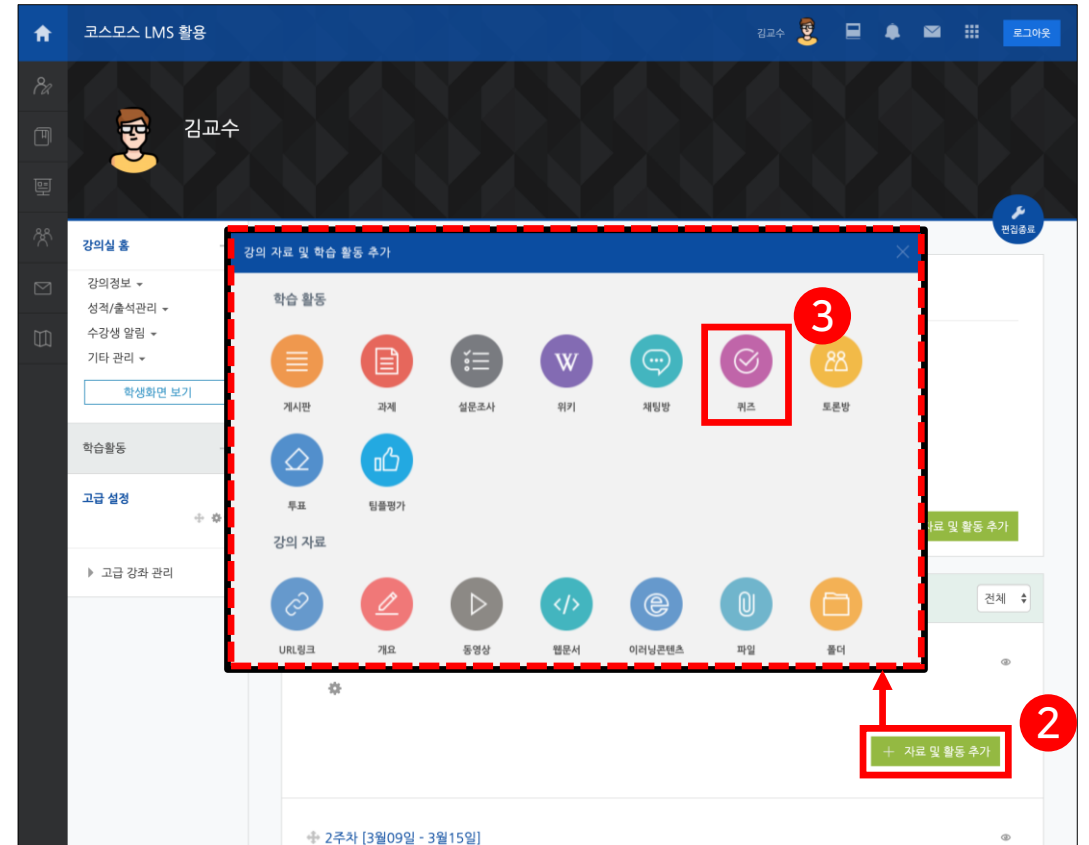 코스모스 LMS 활용
김교수
로그아웃
김교수
편집종료
강의실 홈
강의정보
성적/출석관리
수강생 알림
기타 관리
학생화면 보기
학습활동
고급 설정
고급 강좌 관리
강의 자료 및 학습 활동 추가
학습 활동
3
게시판
과제
설문조사
위키
채팅방
퀴즈
토론방
투표
팀플평가
강의 자료
URL링크
개요
동영상
웹문서
이러닝콘텐츠
파일
폴더
및 활동 추가
전체
2
+ 자료 및 활동 추가
2주차 [3월09일 - 3월15일]